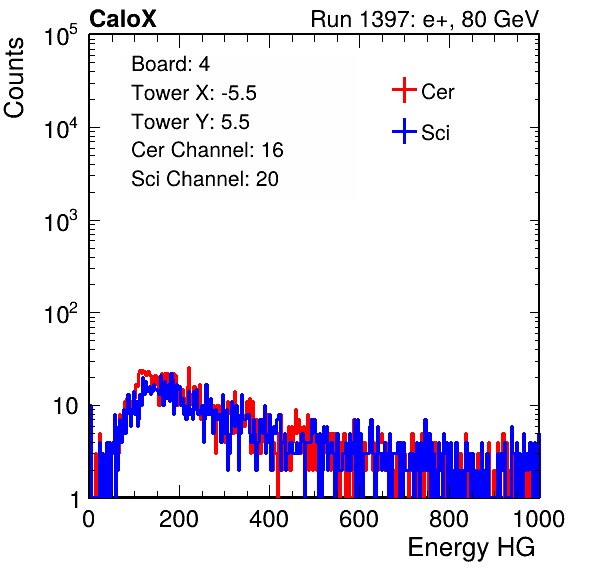 CaloX Run 1397: e+, 80 GeV
Counts
Board: 4
Tower X: -5.5
Tower Y: 5.5
Cer Channel: 16
Sci Channel: 20
Cer
Sci
10^5
10^4
10^3
10^2
10
1
0 200 400 600 800 1000
Energy HG